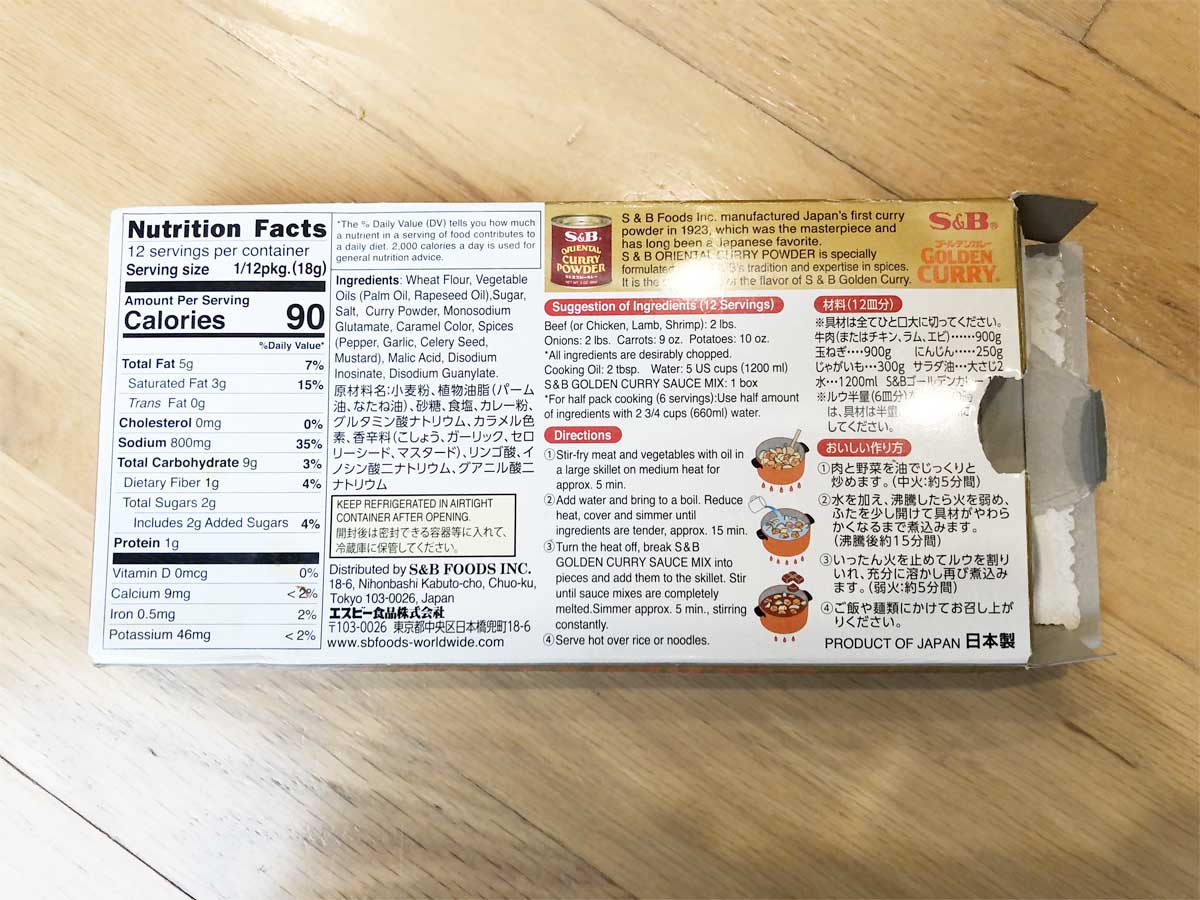 Nutrition Facts
12 servings per container
Serving size 1/12pkg.(18g)
Amount Per Serving
Calories 90
%Daily Value*
Total Fat 5g 7%
Saturated Fat 3g 15%
Trans Fat 0g
Cholesterol 0mg 0%
Sodium 800mg 35%
Total Carbohydrate 9g 3%
Dietary Fiber 1g 4%
Total Sugars 2g
Includes 2g Added Sugars 4%
Protein 1g
Vitamin D 0mcg 0%
Calcium 9mg < 2%
Iron 0.5mg 2%
Potassium 46mg < 2%
*The % Daily Value (DV) tells you how much
a nutrient in a serving of food contributes to
a daily diet. 2,000 calories a day is used for
general nutrition advice.
Ingredients: Wheat Flour, Vegetable
Oils (Palm Oil, Rapeseed Oil),Sugar,
Salt, Curry Powder, Monosodium
Glutamate, Caramel Color, Spices
(Pepper, Garlic, Celery Seed,
Mustard), Malic Acid, Disodium
Inosinate, Disodium Guanylate.
原材料名:小麦粉、植物油脂(パーム
油、なたね油)、砂糖、食塩、カレー粉、
グルタミン酸ナトリウム、カラメル色
素、香辛料(こしょう、ガーリック、セロ
リーシード、マスタード)、リンゴ酸、イ
ノシン酸二ナトリウム、グアニル酸二
ナトリウム
KEEP REFRIGERATED IN AIRTIGHT
CONTAINER AFTER OPENING.
開封後は密封できる容器等に入れて、
冷蔵庫に保管してください。
Distributed by S&B FOODS INC.
18-6, Nihonbashi Kabuto-cho, Chuo-ku,
Tokyo 103-0026, Japan
エスビー食品株式会社
〒103-0026 東京都中央区日本橋兜町18-6
www.sbfoods-worldwide.com
S&B®
ORIENTAL
CURRY
POWDER
S & B Foods Inc. manufactured Japan's first curry
powder in 1923, which was the masterpiece and
has long been a Japanese favorite.
S & B ORIENTAL CURRY POWDER is specially
formulated 's tradition and expertise in spices.
It is the the flavor of S & B Golden Curry.
S&B®
ゴールデンカレー
GOLDEN
CURRY
Suggestion of Ingredients (12 Servings)
Beef (or Chicken, Lamb, Shrimp): 2 lbs.
Onions: 2 lbs. Carrots: 9 oz. Potatoes: 10 oz.
*All ingredients are desirably chopped.
Cooking Oil: 2 tbsp. Water: 5 US cups (1200 ml)
S&B GOLDEN CURRY SAUCE MIX: 1 box
*For half pack cooking (6 servings):Use half amount
of ingredients with 2 3/4 cups (660ml) water.
Directions
①Stir-fry meat and vegetables with oil in
a large skillet on medium heat for
approx. 5 min.
②Add water and bring to a boil. Reduce
heat, cover and simmer until
ingredients are tender, approx. 15 min.
③Turn the heat off, break S&B
GOLDEN CURRY SAUCE MIX into
pieces and add them to the skillet. Stir
until sauce mixes are completely
melted.Simmer approx. 5 min., stirring
constantly.
④Serve hot over rice or noodles.
材料(12皿分)
※具材は全てひと口大に切ってください。
牛肉(またはチキン、ラム、エビ)……900g
玉ねぎ‥‥900g にんじん‥‥250g
じゃがいも…300g サラダ油…大さじ2
水…1200ml S&Bゴールデンカレー
※ルウ半量(6皿分)
は、具材は半量
してください。
おいしい作り方
①肉と野菜を油でじっくりと
炒めます。(中火:約5分間)
②水を加え、沸騰したら火を弱め、
ふたを少し開けて具材がやわら
かくなるまで煮込みます。
(沸騰後約15分間)
③いったん火を止めてルウを割り
いれ、充分に溶かし再び煮込み
ます。(弱火:約5分間)
④ご飯や麺類にかけてお召し上が
りください。
PRODUCT OF JAPAN 日本製